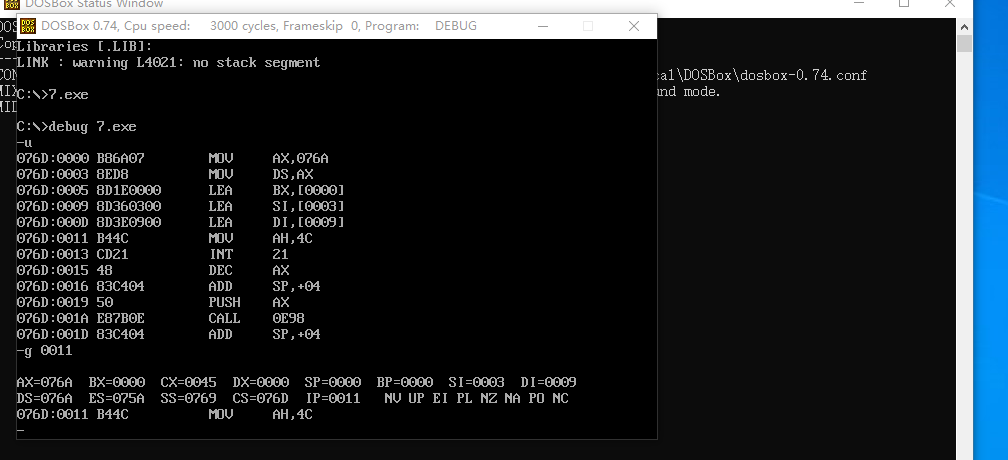 DOSBox Status Window
DOSBox 0.74, Cpu speed: 3000 cycles, Frameskip 0, Program: DEBUG
Libraries [.LIB]:
LINK : warning L4021: no stack segment
cal\DOSBox\dosbox-0.74.conf
und mode.
C:\>7.exe
C:\>debug 7.exe
-u
076D:0000 B86A07 MOV AX,076A
076D:0003 8ED8 MOV DS,AX
076D:0005 8D1E0000 LEA BX,[0000]
076D:0009 8D360300 LEA SI,[0003]
076D:000D 8D3E0900 LEA DI,[0009]
076D:0011 B44C MOV AH,4C
076D:0013 CD21 INT 21
076D:0015 48 DEC AX
076D:0016 83C404 ADD SP,+04
076D:0019 50 PUSH AX
076D:001A E87B0E CALL 0E98
076D:001D 83C404 ADD SP,+04
-g 0011
AX=076A BX=0000 CX=0045 DX=0000 SP=0000 BP=0000 SI=0003 DI=0009
DS=076A ES=075A SS=0769 CS=076D IP=0011 NV UP EI PL NZ NA PO NC
076D:0011 B44C MOV AH,4C
-